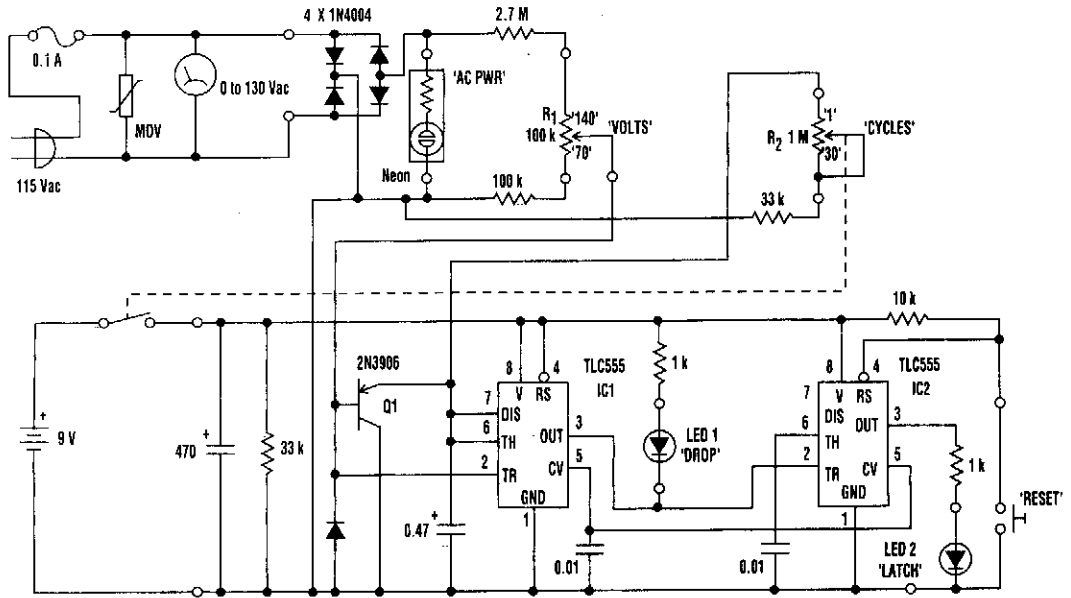 4 X 1N4004
2.7 M
0.1 A
MOV
0 to 130 Vac
115 Vac
'AC PWR'
Neon
R1
100 k
'140'
'70'
'VOLTS'
100 k
'1'
R2 1 M
'30'
'CYCLES'
33 k
10 k
2N3906
Q1
+
9 V
+
470
33 k
+
0.47
8
4
V
RS
TLC555
IC1
7
DIS
6
TH
2
TR
OUT
3
CV
5
GND
1
0.01
1 k
LED 1
'DROP'
8
4
V
RS
TLC555
IC2
7
DIS
6
TH
2
TR
OUT
3
CV
5
GND
1
0.01
1 k
LED 2
'LATCH'
'RESET'